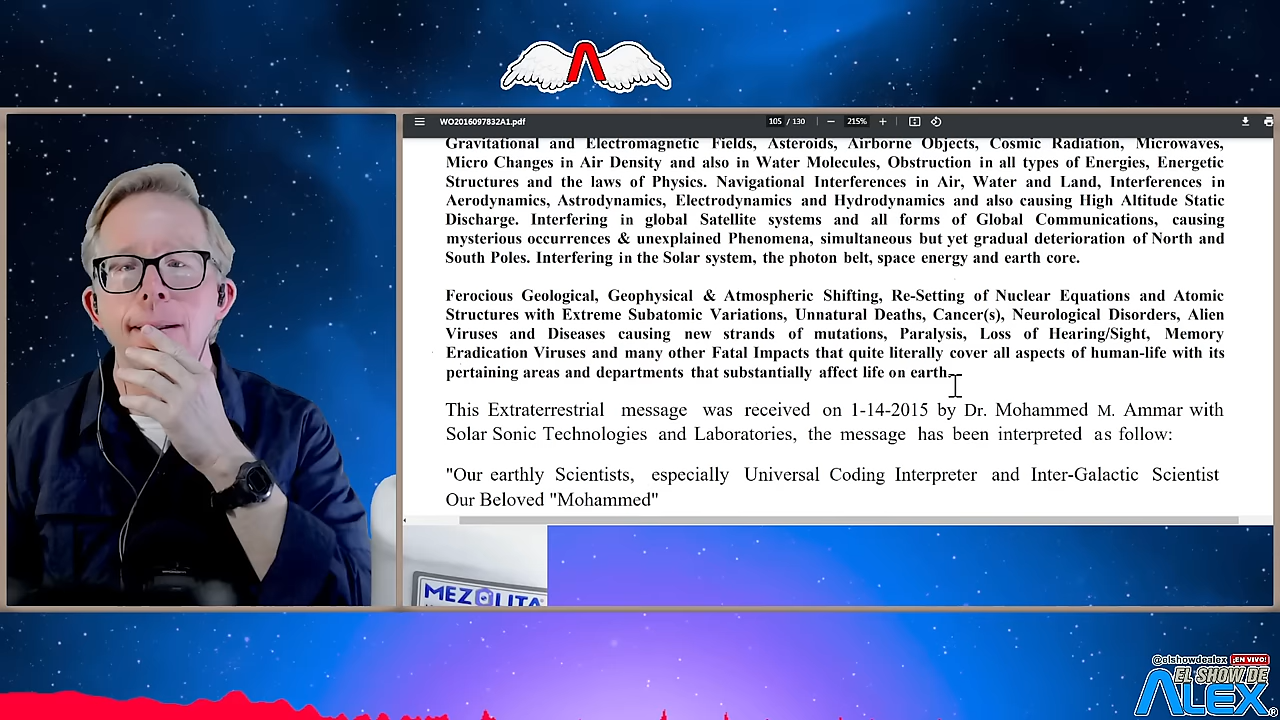 WO2016097832A1.pdf
105 / 130
215%
Gravitational and Electromagnetic Fields, Asteroids, Airborne Objects, Cosmic Radiation, Microwaves,
Micro Changes in Air Density and also in Water Molecules, Obstruction in all types of Energies, Energetic
Structures and the laws of Physics. Navigational Interferences in Air, Water and Land, Interferences in
Aerodynamics, Astrodynamics, Electrodynamics and Hydrodynamics and also causing High Altitude Static
Discharge. Interfering in global Satellite systems and all forms of Global Communications, causing
mysterious occurrences & unexplained Phenomena, simultaneous but yet gradual deterioration of North and
South Poles. Interfering in the Solar system, the photon belt, space energy and earth core.
Ferocious Geological, Geophysical & Atmospheric Shifting, Re-Setting of Nuclear Equations and Atomic
Structures with Extreme Subatomic Variations, Unnatural Deaths, Cancer(s), Neurological Disorders, Alien
Viruses and Diseases causing new strands of mutations, Paralysis, Loss of Hearing/Sight, Memory
Eradication Viruses and many other Fatal Impacts that quite literally cover all aspects of human-life with its
pertaining areas and departments that substantially affect life on earth.
This Extraterrestrial message was received on 1-14-2015 by Dr. Mohammed M. Ammar with
Solar Sonic Technologies and Laboratories, the message has been interpreted as follow:
"Our earthly Scientists, especially Universal Coding Interpreter and Inter-Galactic Scientist
Our Beloved "Mohammed"
MEZQLITA
@elshowdealex ¡EN VIVO!
EL SHOW DE
ALEX